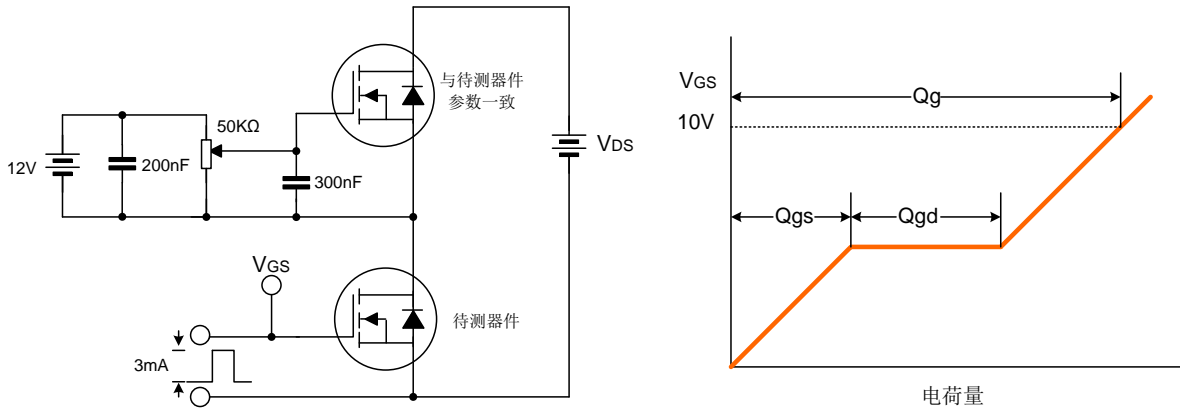 与待测器件
参数一致
50KΩ
12V
200nF
300nF
VDS
VGS
待测器件
3mA
VGS
10V
Qg
Qgs
Qgd
电荷量